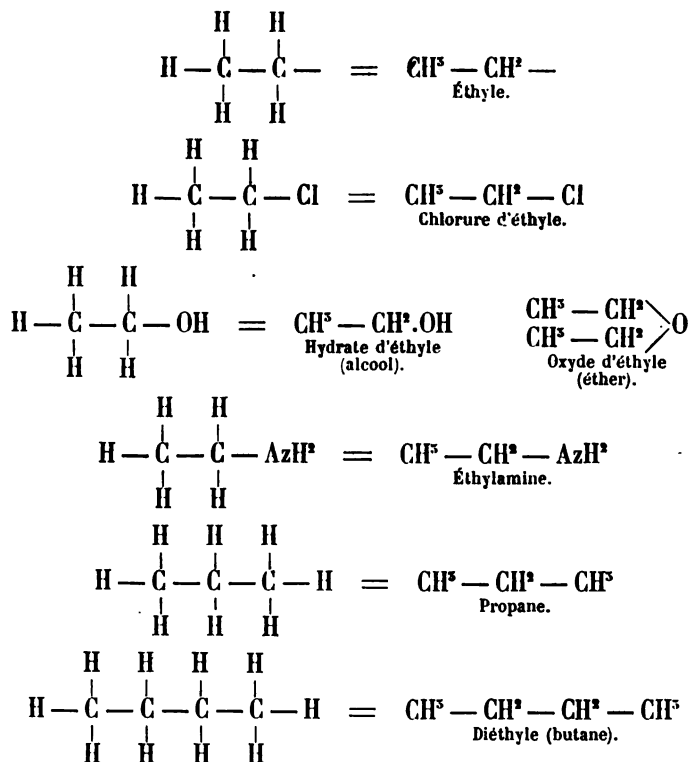 H H
H — C — C — = CH³ — CH² —
H H
Éthyle.
H H
H — C — C — Cl = CH³ — CH² — Cl
H H
Chlorure d'éthyle.
H H
H — C — C — OH = CH³ — CH².OH
H H
Hydrate d'éthyle
(alcool).
CH³ — CH²
CH³ — CH²
O
Oxyde d'éthyle
(éther).
H H
H — C — C — AzH² = CH³ — CH² — AzH²
H H
Éthylamine.
H H H
H — C — C — C — H = CH³ — CH² — CH³
H H H
Propane.
H H H H
H — C — C — C — C — H = CH³ — CH² — CH² — CH³
H H H H
Diéthyle (butane).